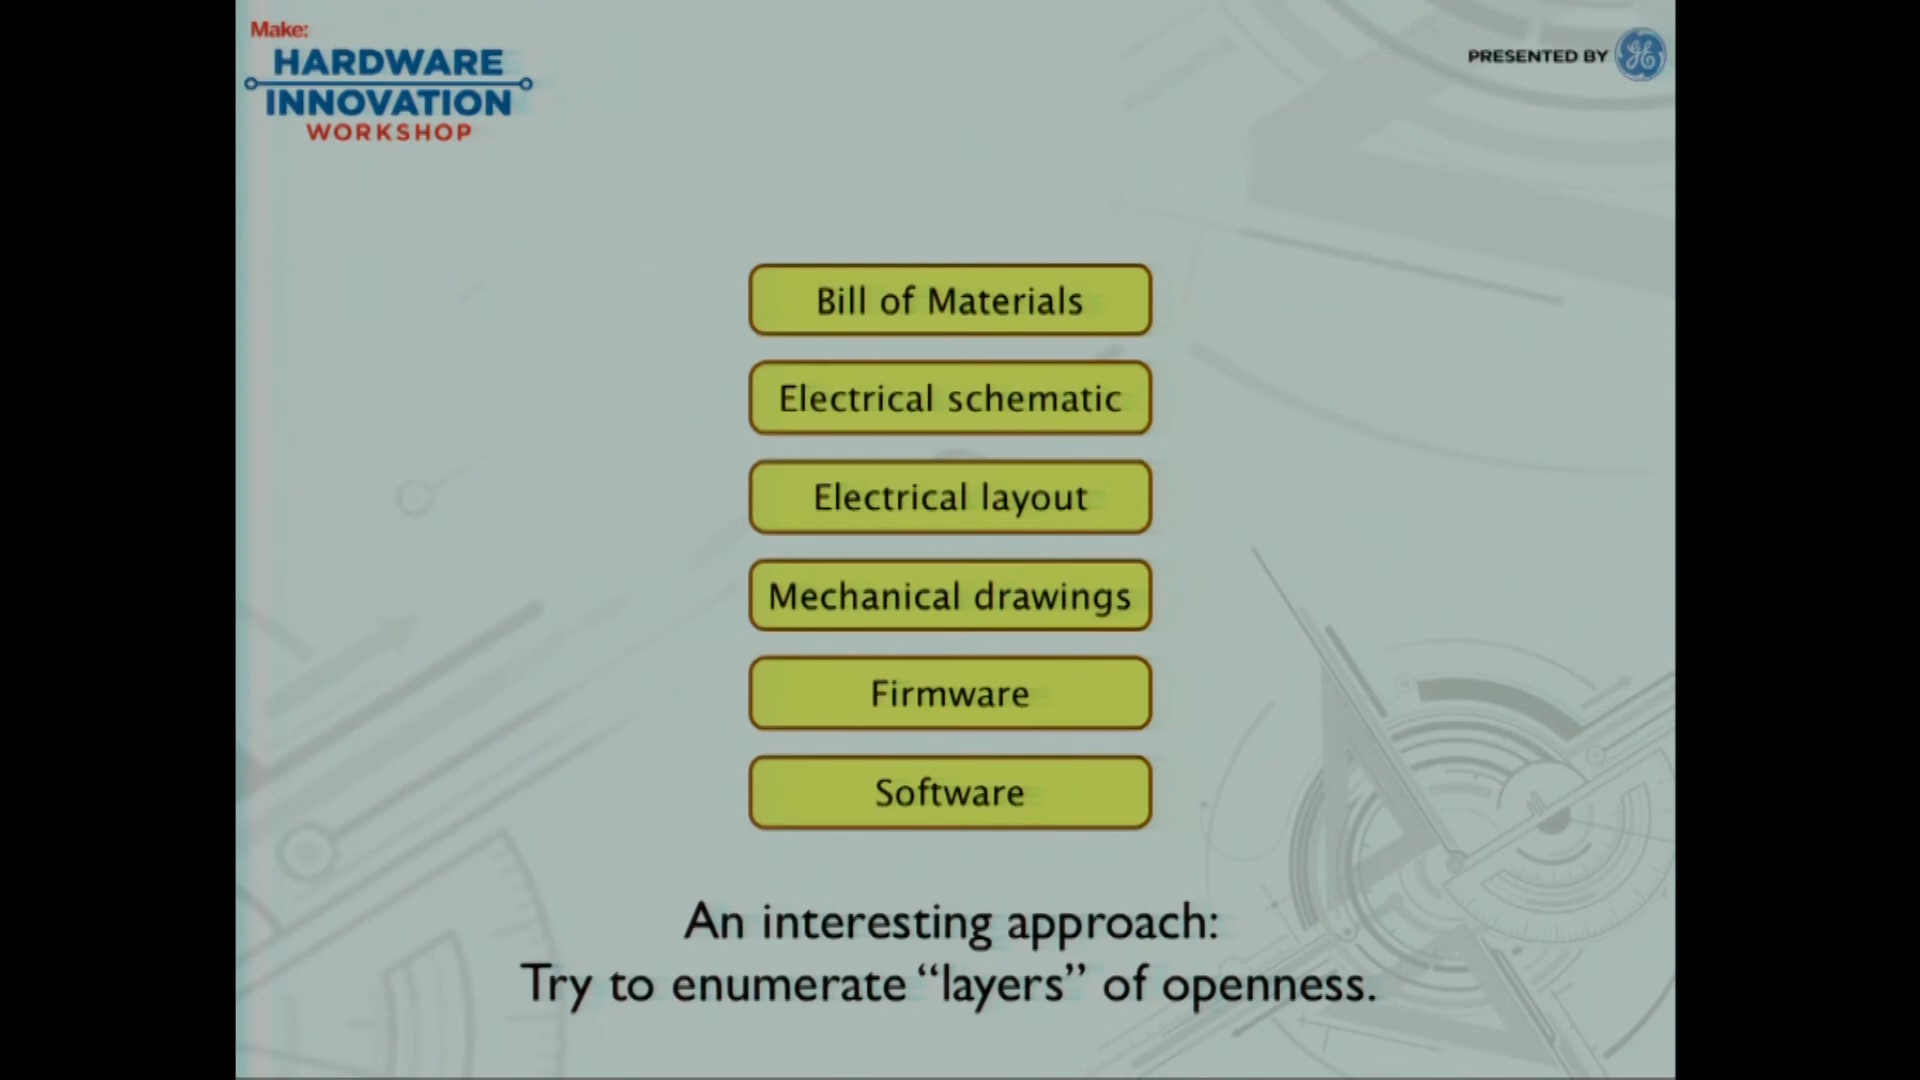 Make:
HARDWARE
INNOVATION
WORKSHOP
PRESENTED BY
Bill of Materials
Electrical schematic
Electrical layout
Mechanical drawings
Firmware
Software
An interesting approach:
Try to enumerate “layers” of openness.